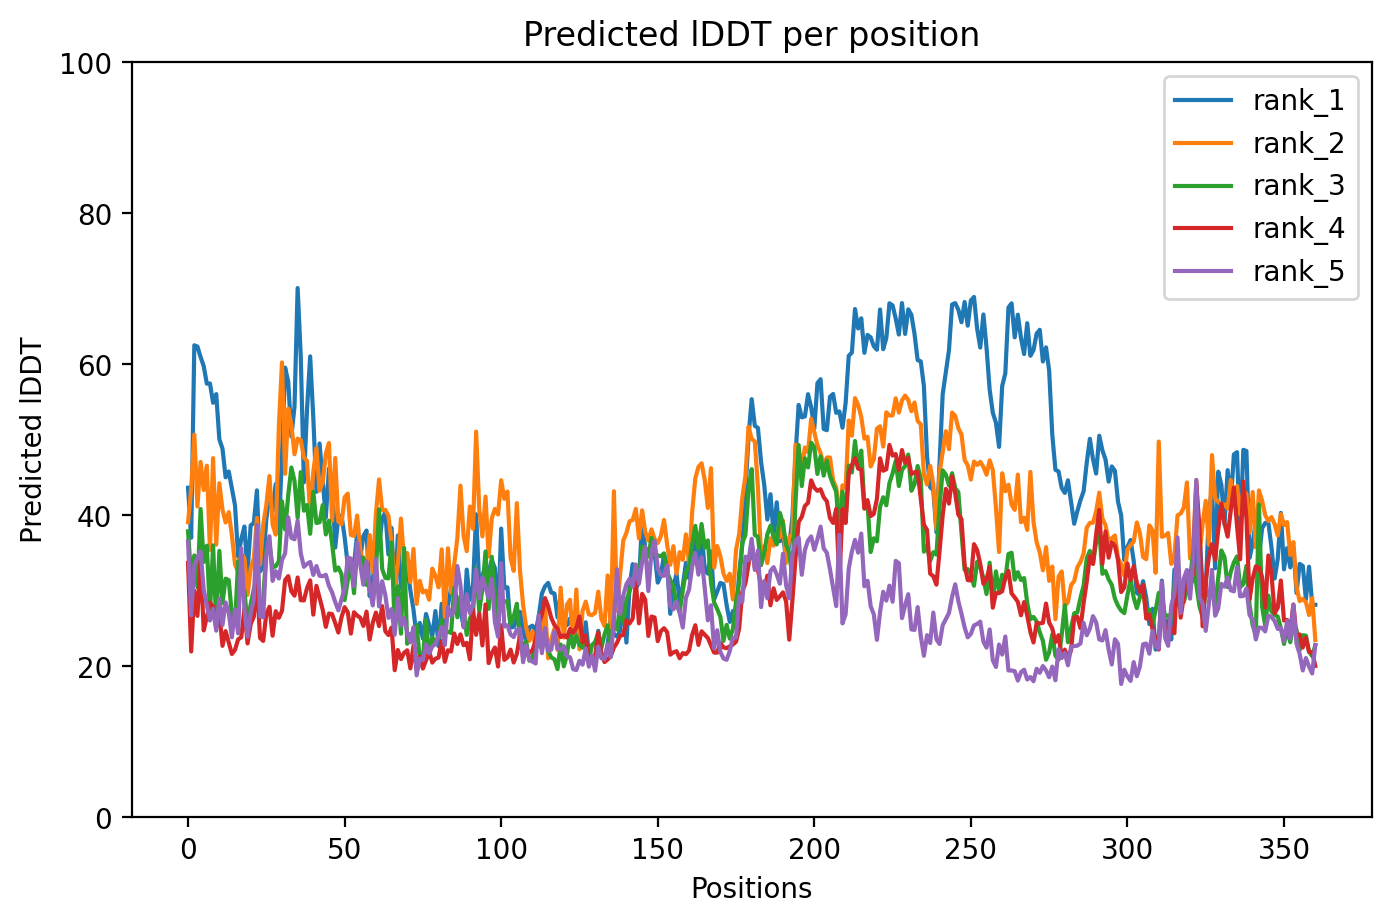 Predicted lDDT per position
100
80
60
40
20
0
Predicted lDDT
0 50 100 150 200 250 300 350
Positions
rank_1
rank_2
rank_3
rank_4
rank_5